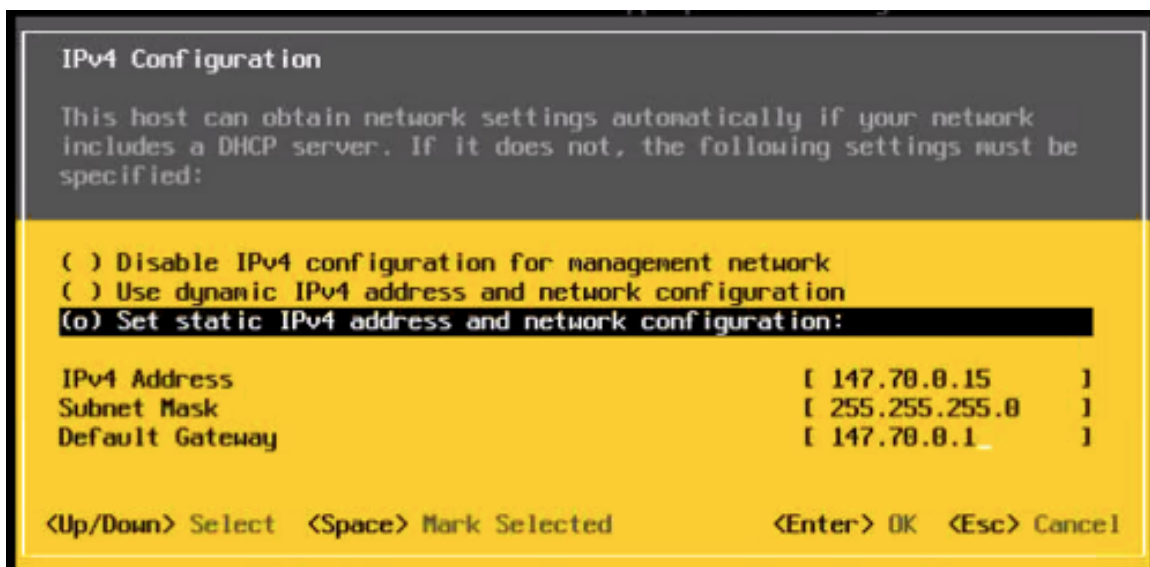 IPv4 Configuration
This host can obtain network settings automatically if your network
includes a DHCP server. If it does not, the following settings must be
specified:
( ) Disable IPv4 configuration for management network
( ) Use dynamic IPv4 address and network configuration
(o) Set static IPv4 address and network configuration:
IPv4 Address [ 147.70.0.15 ]
Subnet Mask [ 255.255.255.0 ]
Default Gateway [ 147.70.0.1_ ]
<Up/Down> Select <Space> Mark Selected <Enter> OK <Esc> Cancel